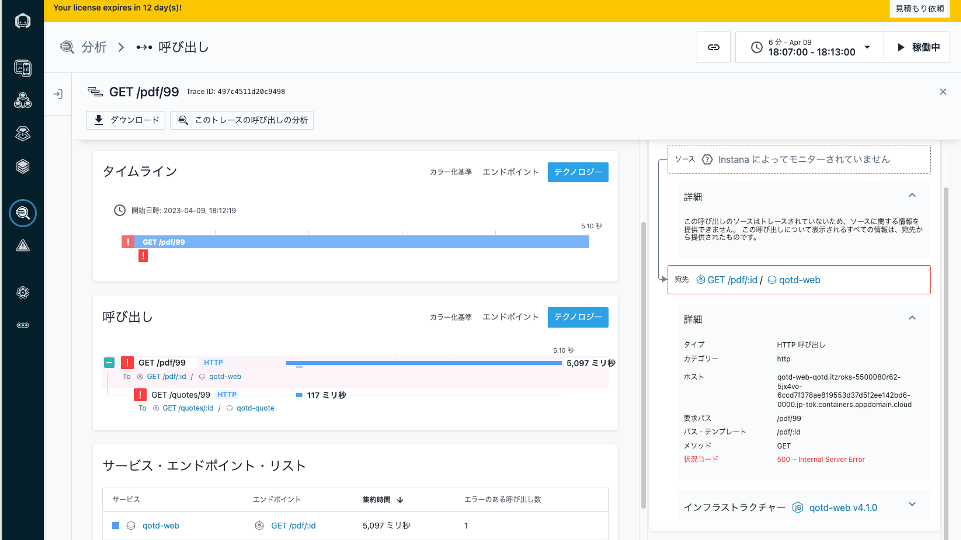 Your license expires in 12 day(s)!
見積もり依頼
分析
呼び出し
6 分 - Apr 09
18:07:00 - 18:13:00
稼働中
GET /pdf/99
Trace ID: 497c4511d20c9498
ダウンロード
このトレースの呼び出しの分析
タイムライン
カラー化基準
エンドポイント
テクノロジー
開始日時: 2023-04-09, 18:12:19
5.10 秒
! GET /pdf/99
!
呼び出し
カラー化基準
エンドポイント
テクノロジー
5.10 秒
! GET /pdf/99 HTTP
5,097 ミリ秒
To GET /pdf/:id / qotd-web
! GET /quotes/99 HTTP
117 ミリ秒
To GET /quotes/:id / qotd-quote
サービス・エンドポイント・リスト
サービス エンドポイント 集約時間 エラーのある呼び出し数
qotd-web GET /pdf/:id 5,097 ミリ秒 1
ソース Instana によってモニターされていません
詳細
この呼び出しのソースはトレースされていないため、ソースに関する情報を
提供できません。 この呼び出しについて表示されるすべての情報は、宛先か
ら提供されたものです。
宛先 GET /pdf/:id / qotd-web
詳細
タイプ HTTP 呼び出し
カテゴリー http
ホスト qotd-web-qotd.itzroks-5500060r62-
5jx4vo-
6ccd7f378ae819553d37d5f2ee142bd6-
0000.jp-tok.containers.appdomain.cloud
要求パス /pdf/99
パス・テンプレート /pdf/:id
メソッド GET
状況コード 500 – Internal Server Error
インフラストラクチャー qotd-web v4.1.0